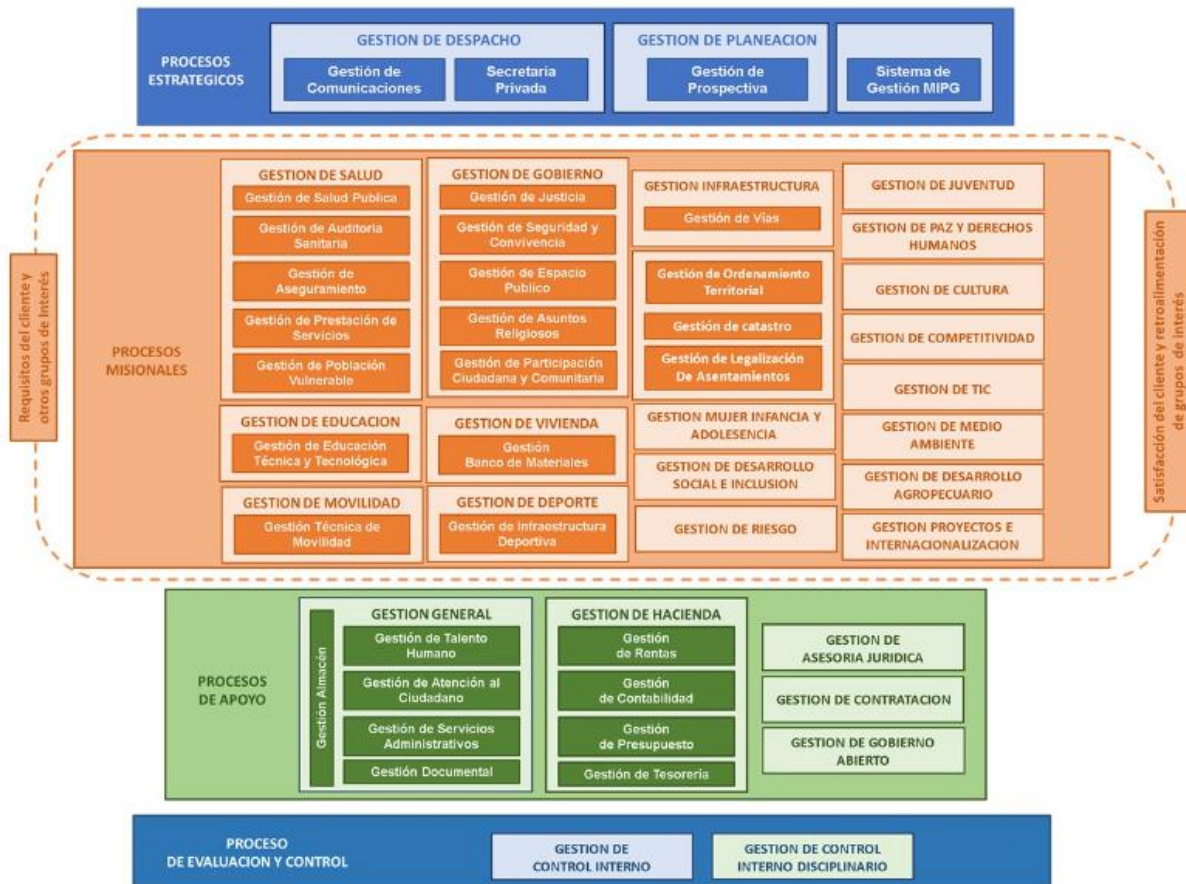 PROCESOS
ESTRATEGICOS
GESTION DE DESPACHO
Gestión de
Comunicaciones
Secretaria
Privada
GESTION DE PLANEACION
Gestión de
Prospectiva
Sistema de
Gestión MIPG
Requisitos del cliente y
otros grupos de Interés
PROCESOS
MISIONALES
GESTION DE SALUD
Gestión de Salud Publica
Gestión de Auditoria
Sanitaria
Gestión de
Aseguramiento
Gestión de Prestación de
Servicios
Gestión de Población
Vulnerable
GESTION DE EDUCACION
Gestión de Educación
Técnica y Tecnológica
GESTION DE MOVILIDAD
Gestión Técnica de
Movilidad
GESTION DE GOBIERNO
Gestión de Justicia
Gestión de Seguridad y
Convivencia
Gestión de Espacio
Publico
Gestión de Asuntos
Religiosos
Gestión de Participación
Ciudadana y Comunitaria
GESTION DE VIVIENDA
Gestión
Banco de Materiales
GESTION DE DEPORTE
Gestión de Infraestructura
Deportiva
GESTION INFRAESTRUCTURA
Gestión de Vías
Gestión de Ordenamiento
Territorial
Gestión de catastro
Gestión de Legalización
De Asentamientos
GESTION MUJER INFANCIA Y
ADOLESENCIA
GESTION DE DESARROLLO
SOCIAL E INCLUSION
GESTION DE RIESGO
GESTION DE JUVENTUD
GESTION DE PAZ Y DERECHOS
HUMANOS
GESTION DE CULTURA
GESTION DE COMPETITIVIDAD
GESTION DE TIC
GESTION DE MEDIO
AMBIENTE
GESTION DE DESARROLLO
AGROPECUARIO
GESTION PROYECTOS E
INTERNACIONALIZACION
Satisfacción del cliente y retroalimentación
de grupos de interés
PROCESOS
DE APOYO
GESTION GENERAL
Gestión Almacén
Gestión de Talento
Humano
Gestión de Atención al
Ciudadano
Gestión de Servicios
Administrativos
Gestión Documental
GESTION DE HACIENDA
Gestión
de Rentas
Gestión
de Contabilidad
Gestión
de Presupuesto
Gestión de Tesorería
GESTION DE
ASESORIA JURIDICA
GESTION DE CONTRATACION
GESTION DE GOBIERNO
ABIERTO
PROCESO
DE EVALUACION Y CONTROL
GESTION DE
CONTROL INTERNO
GESTION DE CONTROL
INTERNO DISCIPLINARIO